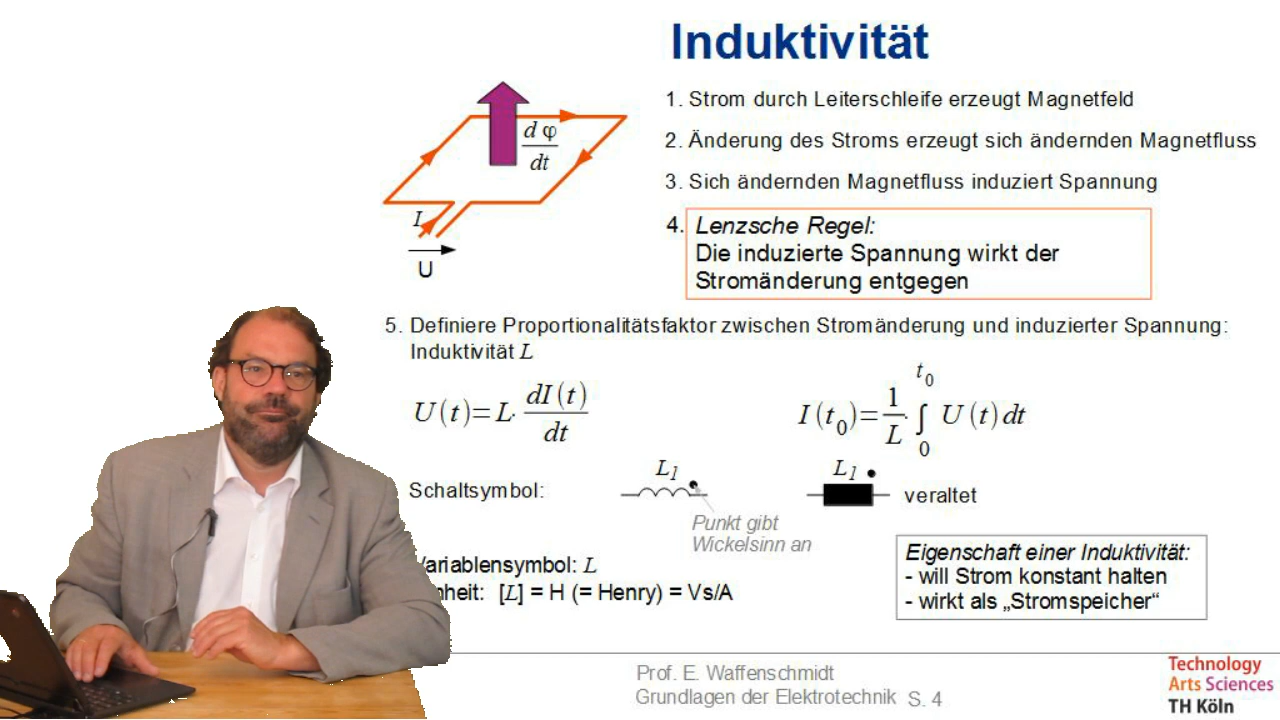 Induktivität
1. Strom durch Leiterschleife erzeugt Magnetfeld
2. Änderung des Stroms erzeugt sich ändernden Magnetfluss
3. Sich ändernden Magnetfluss induziert Spannung
4. Lenzsche Regel:
Die induzierte Spannung wirkt der
Stromänderung entgegen
d φ
dt
I
U
5. Definiere Proportionalitätsfaktor zwischen Stromänderung und induzierter Spannung:
Induktivität L
U(t)=L· dI(t)/dt
I(t₀)=1/L· ∫₀^t₀ U(t)dt
Schaltsymbol:
L1
L1
veraltet
Punkt gibt
Wickelsinn an
Variablensymbol: L
nheit: [L] = H (= Henry) = Vs/A
Eigenschaft einer Induktivität:
- will Strom konstant halten
- wirkt als „Stromspeicher“
Prof. E. Waffenschmidt
Grundlagen der Elektrotechnik S. 4
Technology
Arts Sciences
TH Köln